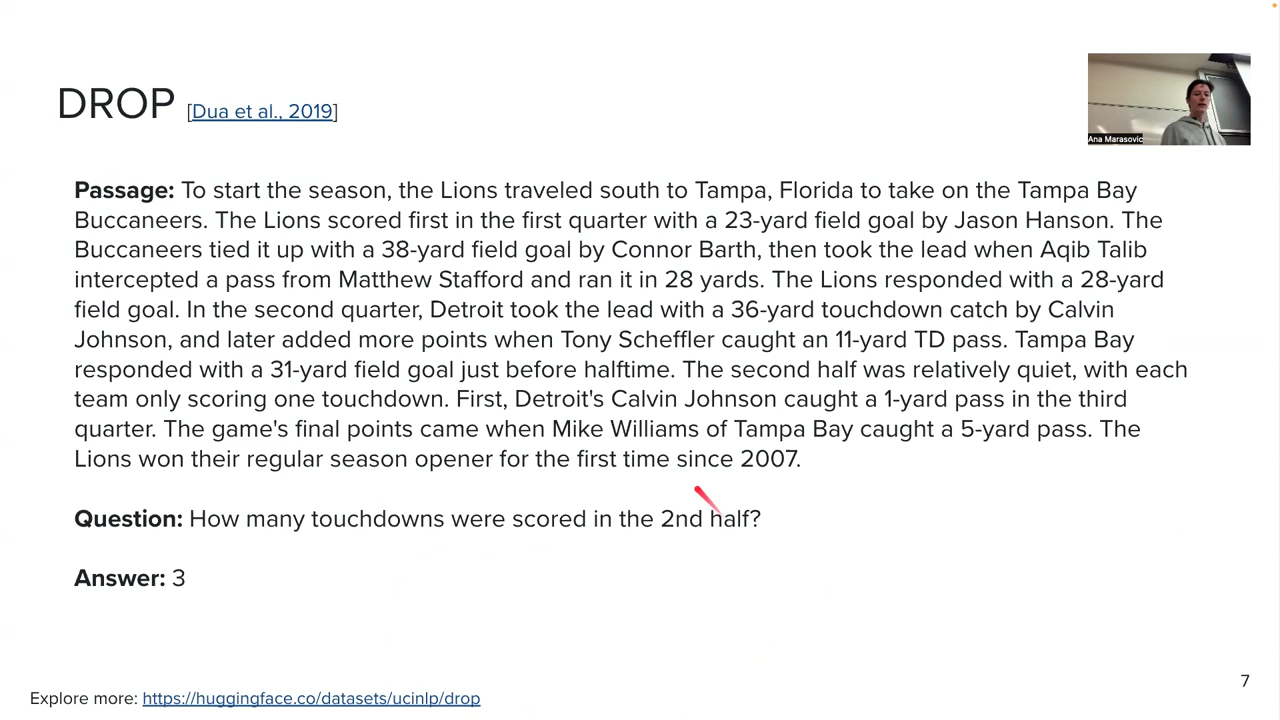 DROP [Dua et al., 2019]
Ana Marasovic
Passage: To start the season, the Lions traveled south to Tampa, Florida to take on the Tampa Bay
Buccaneers. The Lions scored first in the first quarter with a 23-yard field goal by Jason Hanson. The
Buccaneers tied it up with a 38-yard field goal by Connor Barth, then took the lead when Aqib Talib
intercepted a pass from Matthew Stafford and ran it in 28 yards. The Lions responded with a 28-yard
field goal. In the second quarter, Detroit took the lead with a 36-yard touchdown catch by Calvin
Johnson, and later added more points when Tony Scheffler caught an 11-yard TD pass. Tampa Bay
responded with a 31-yard field goal just before halftime. The second half was relatively quiet, with each
team only scoring one touchdown. First, Detroit's Calvin Johnson caught a 1-yard pass in the third
quarter. The game's final points came when Mike Williams of Tampa Bay caught a 5-yard pass. The
Lions won their regular season opener for the first time since 2007.
Question: How many touchdowns were scored in the 2nd half?
Answer: 3
7
Explore more: https://huggingface.co/datasets/ucinlp/drop